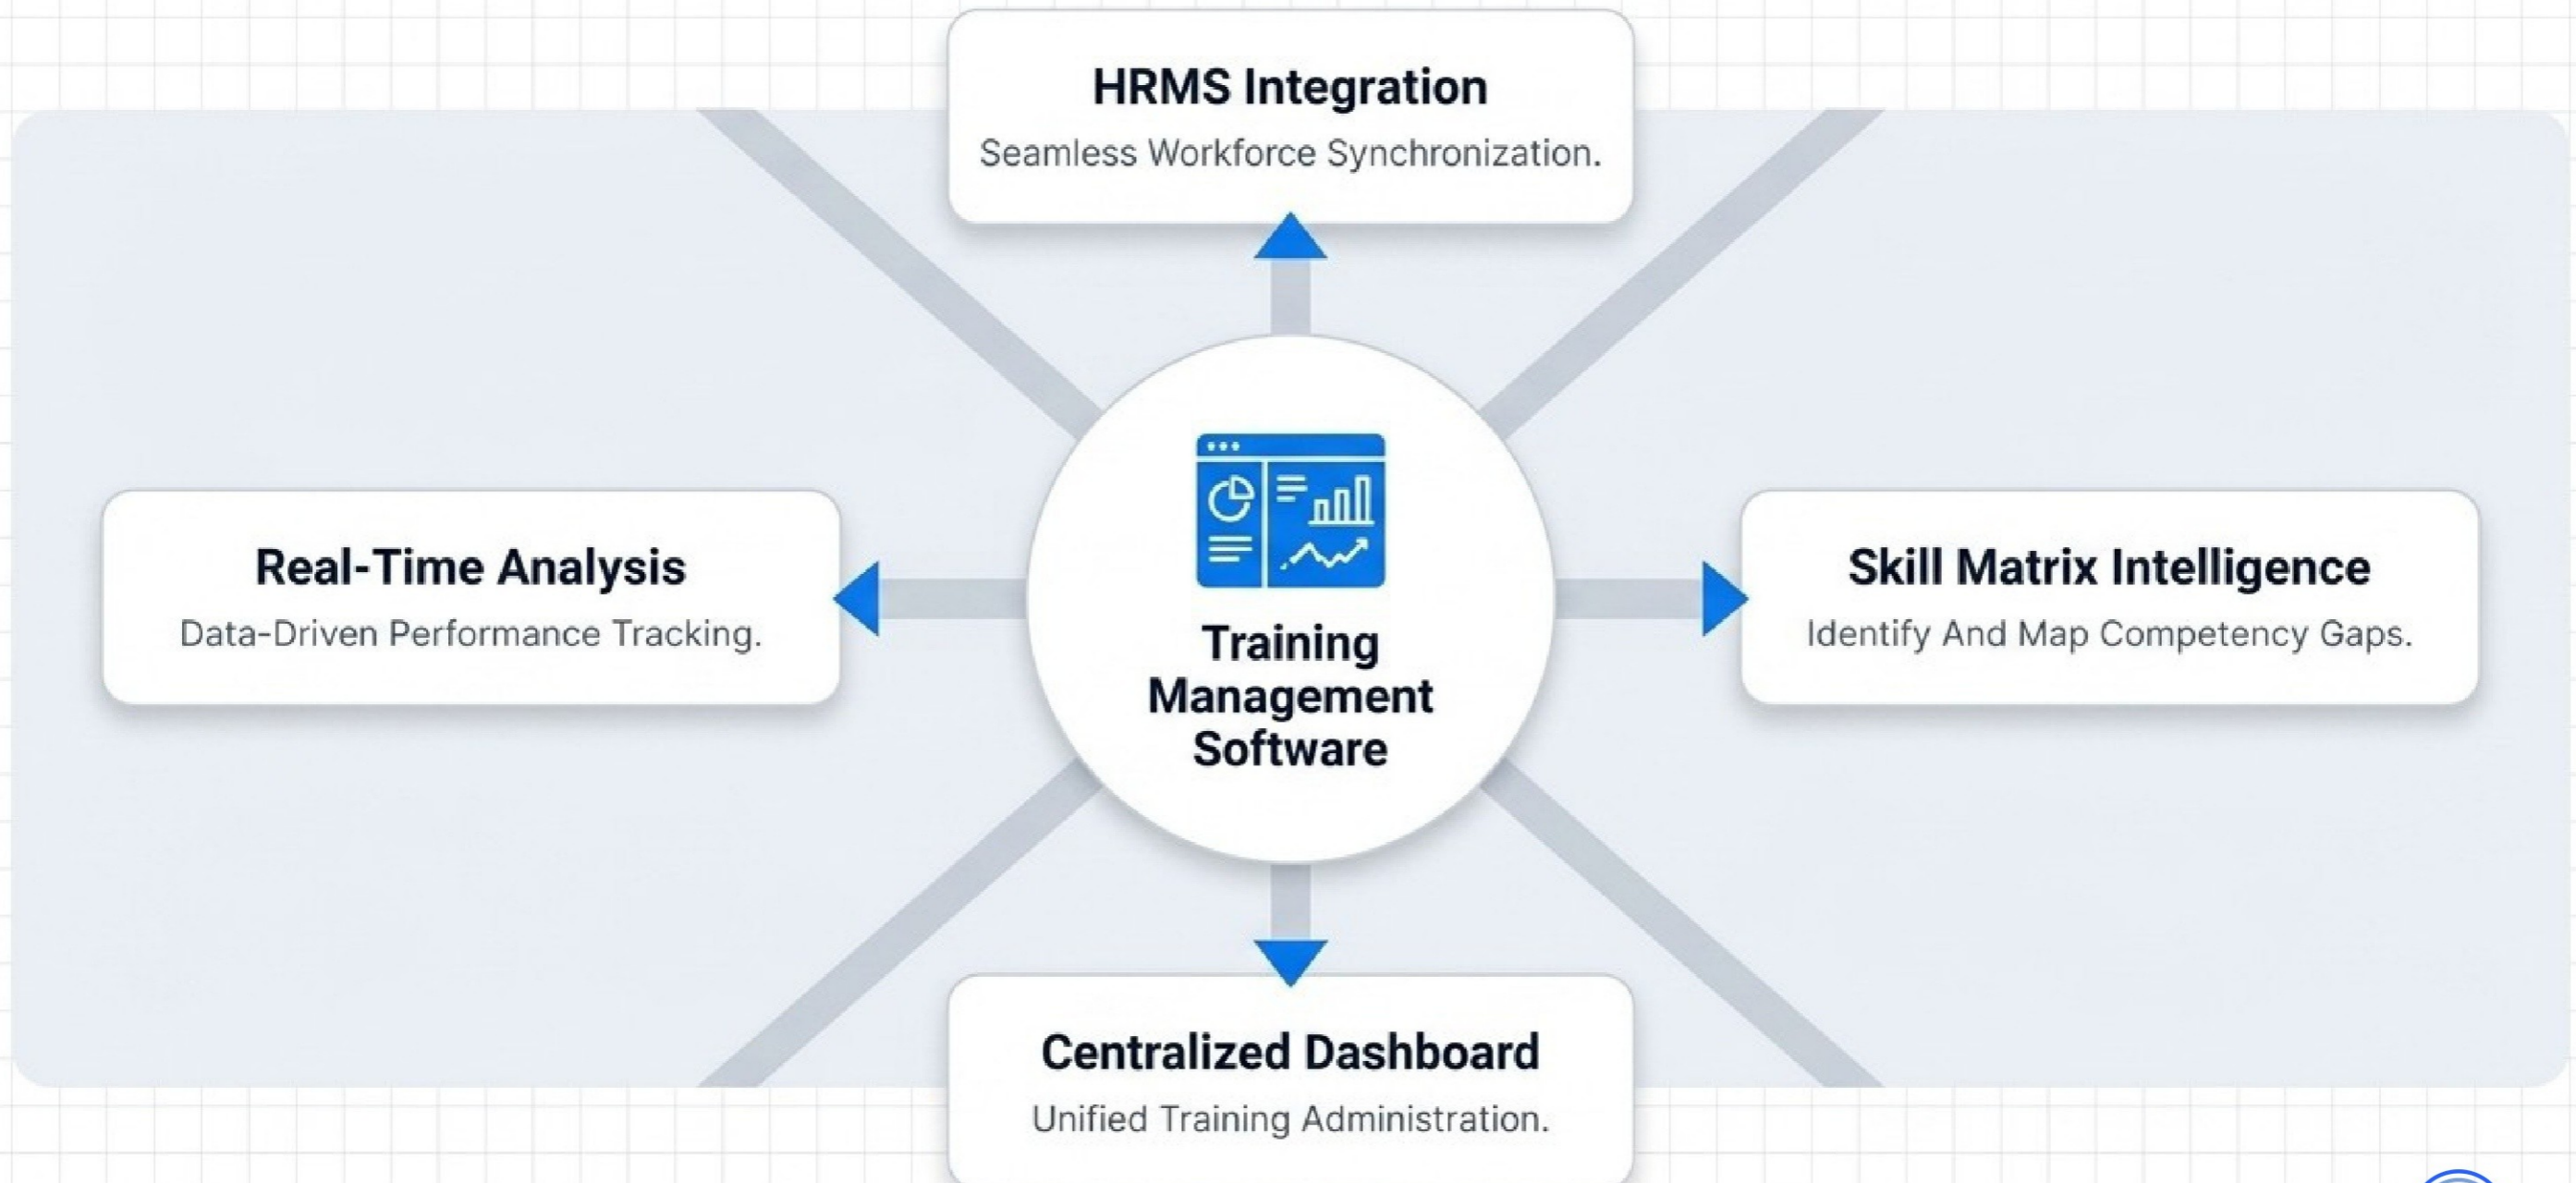 HRMS Integration
Seamless Workforce Synchronization.
Real-Time Analysis
Data-Driven Performance Tracking.
Training
Management
Software
Skill Matrix Intelligence
Identify And Map Competency Gaps.
Centralized Dashboard
Unified Training Administration.